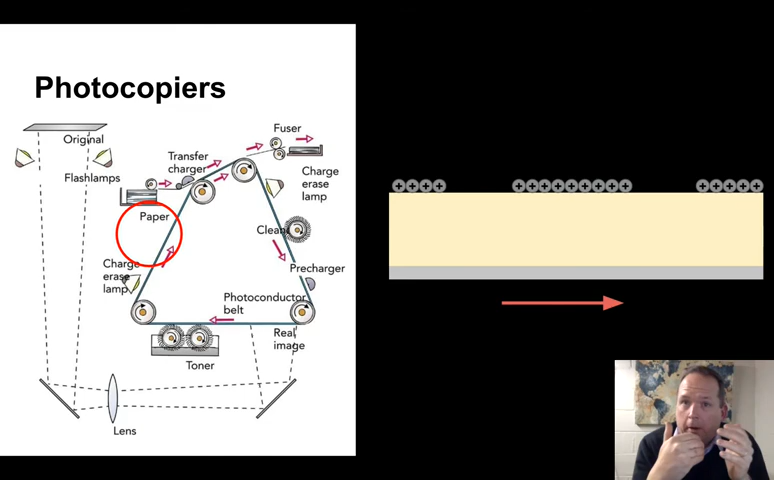 Photocopiers
Original
Flashlamps
Transfer
charger
Fuser
Charge
erase
lamp
Paper
Clean
Precharger
Charge
erase
lamp
Photoconductor
belt
Real
image
Toner
Lens